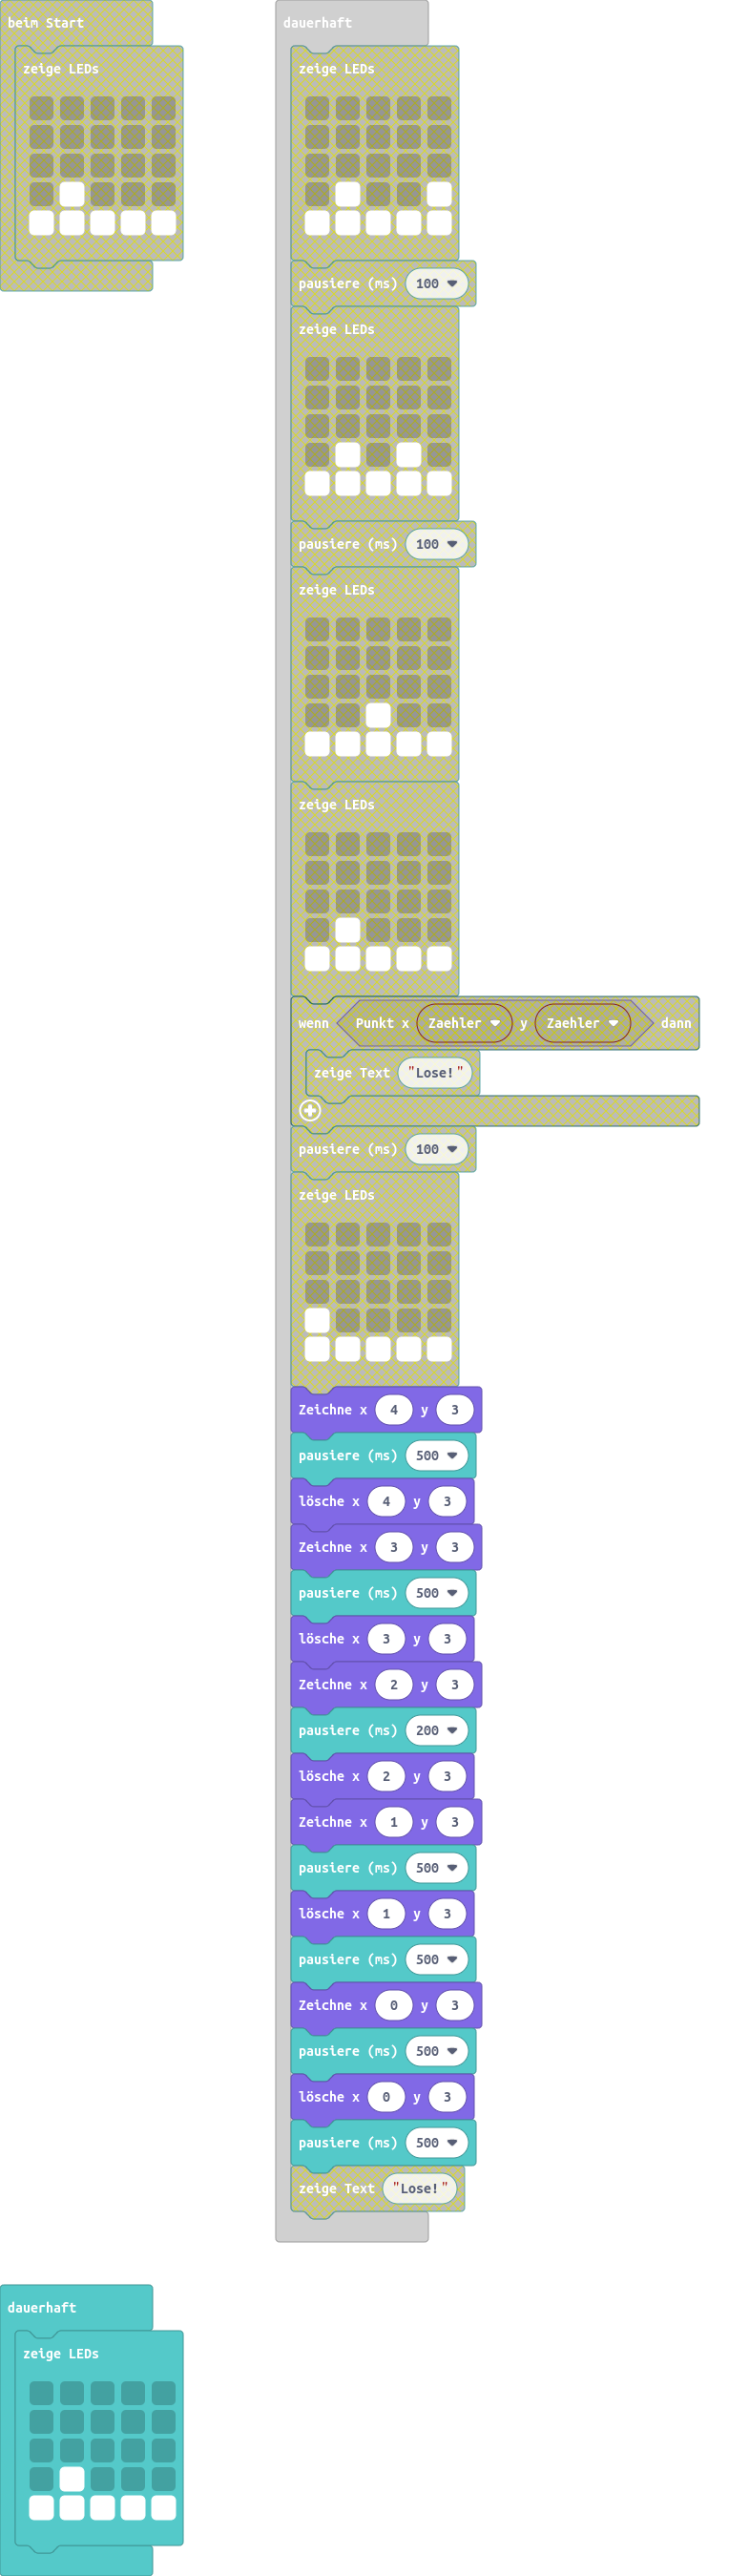 beim Start
zeige LEDs
dauerhaft
zeige LEDs
pausiere (ms) 100
zeige LEDs
pausiere (ms) 100
zeige LEDs
zeige LEDs
wenn Punkt x Zaehler y Zaehler dann
zeige Text "Lose!"
pausiere (ms) 100
zeige LEDs
Zeichne x 4 y 3
pausiere (ms) 500
lösche x 4 y 3
Zeichne x 3 y 3
pausiere (ms) 500
lösche x 3 y 3
Zeichne x 2 y 3
pausiere (ms) 200
lösche x 2 y 3
Zeichne x 1 y 3
pausiere (ms) 500
lösche x 1 y 3
pausiere (ms) 500
Zeichne x 0 y 3
pausiere (ms) 500
lösche x 0 y 3
pausiere (ms) 500
zeige Text "Lose!"
dauerhaft
zeige LEDs